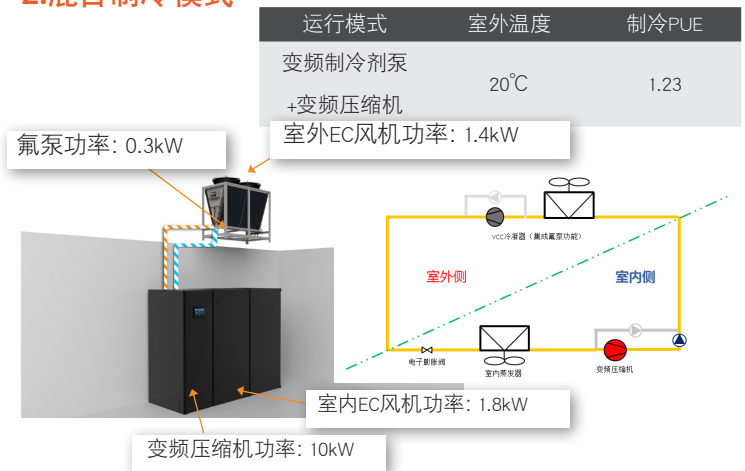 2.混合制冷模式
运行模式 室外温度 制冷PUE
变频制冷剂泵
+变频压缩机
20℃ 1.23
氟泵功率: 0.3kW
室外EC风机功率: 1.4kW
VCC冷凝器（集成氟泵功能）
室外侧
室内侧
电子膨胀阀
室内蒸发器
变频压缩机
室内EC风机功率: 1.8kW
变频压缩机功率: 10kW